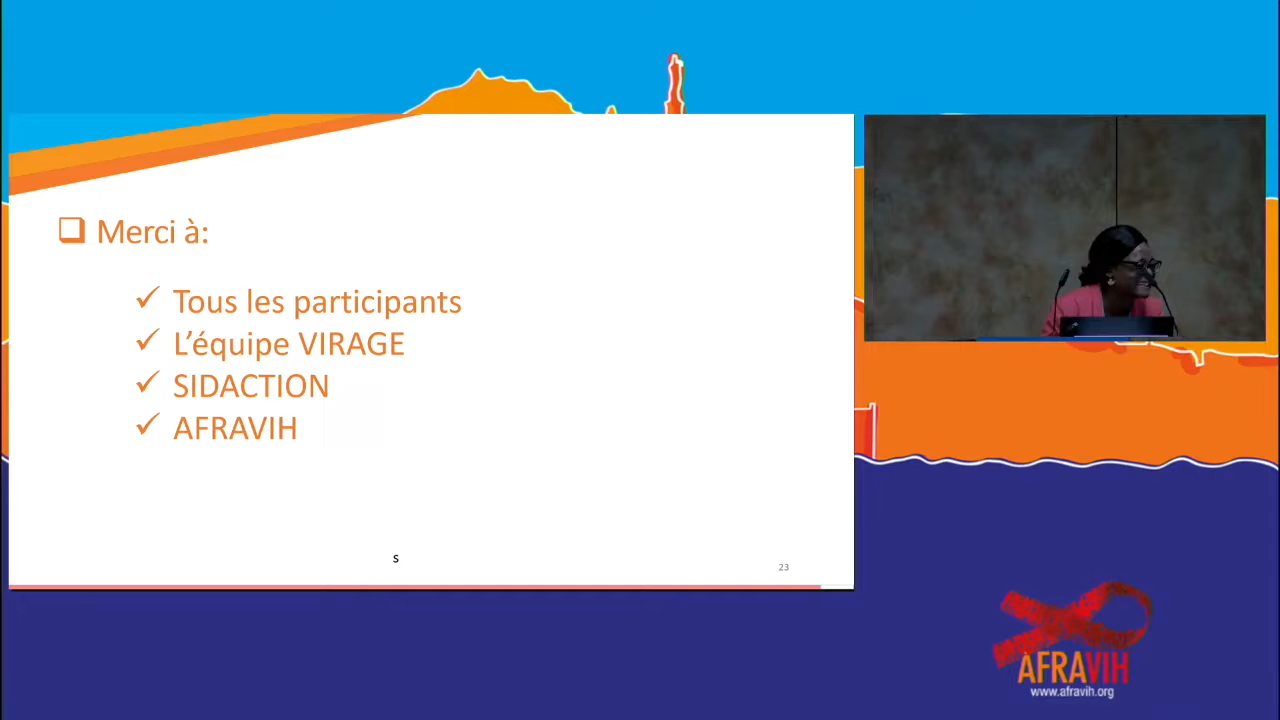 Merci à:
Tous les participants
L'équipe VIRAGE
SIDACTION
AFRAVIH
s
23
AFRAVIH
www.afravih.org